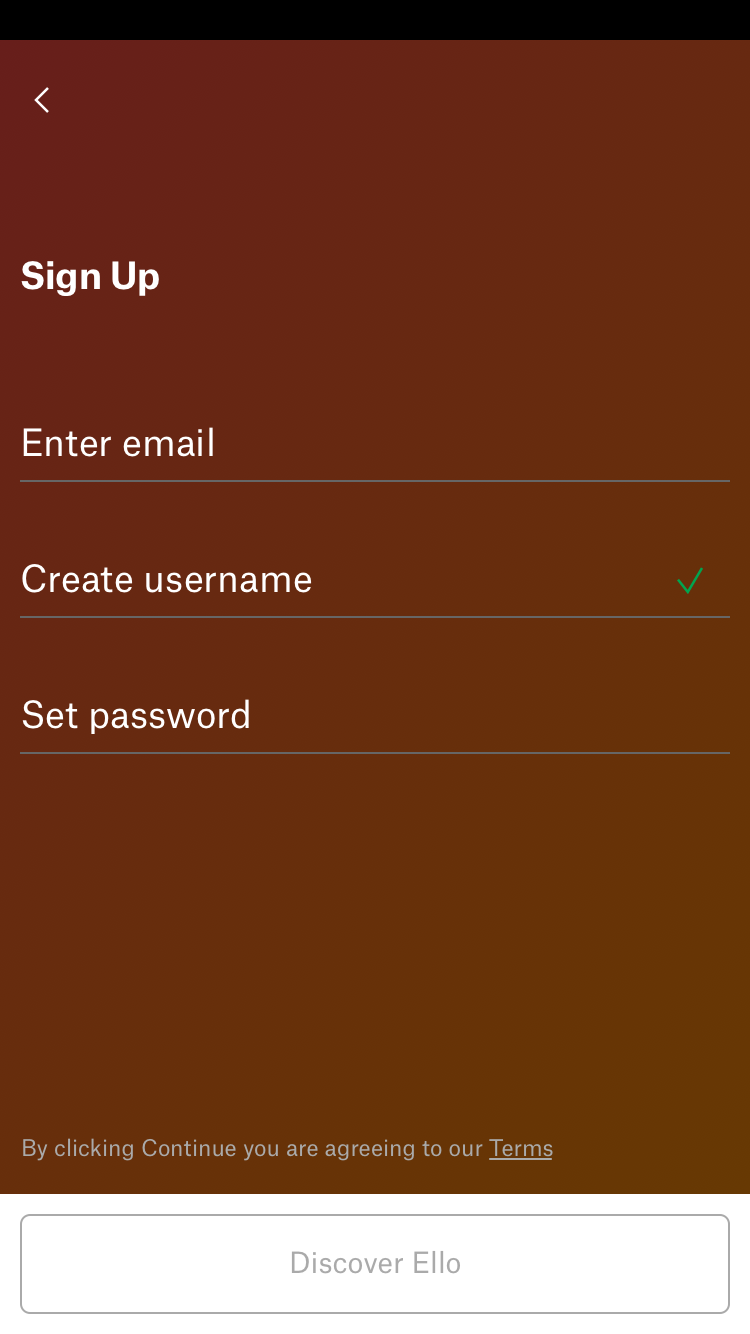 Sign Up
Enter email
Create username
Set password
By clicking Continue you are agreeing to our Terms
Discover Ello